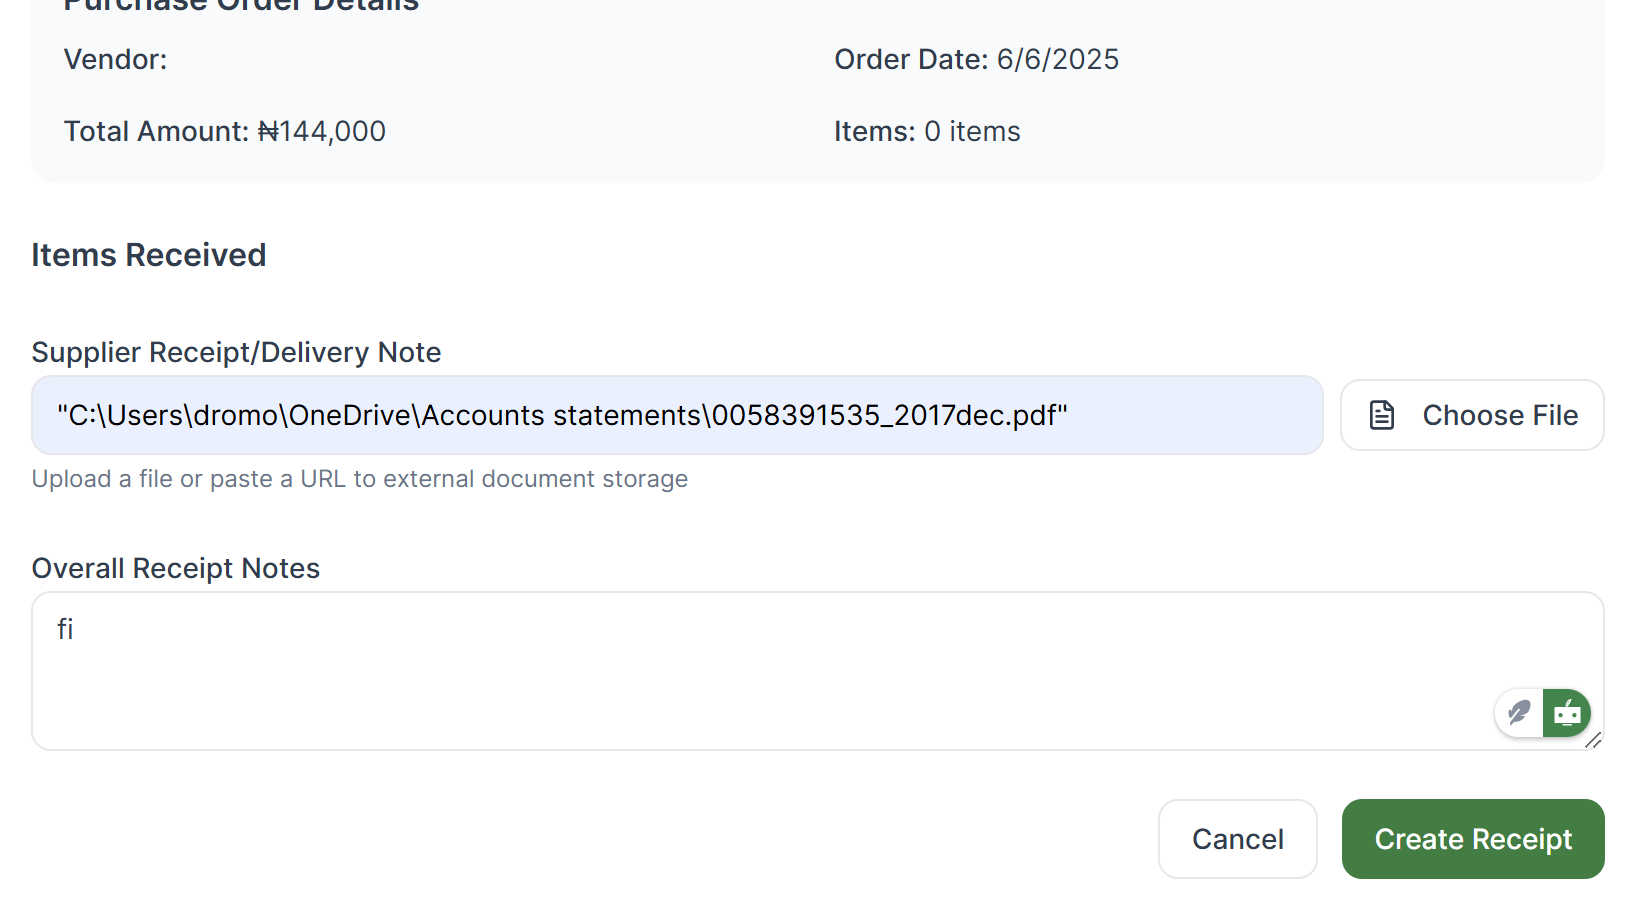 Purchase Order Details
Vendor:
Order Date: 6/6/2025
Total Amount: ₦144,000
Items: 0 items
Items Received
Supplier Receipt/Delivery Note
"C:\Users\dromo\OneDrive\Accounts statements\0058391535_2017dec.pdf"
Choose File
Upload a file or paste a URL to external document storage
Overall Receipt Notes
fi
Cancel
Create Receipt